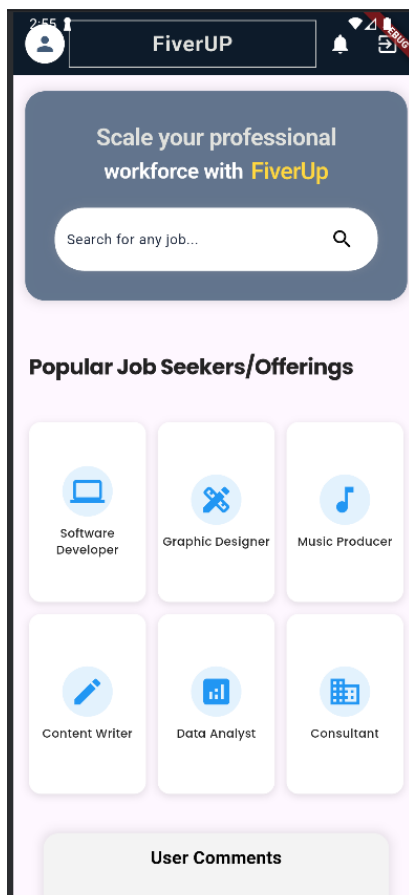 2:55
FiverUP
DEBUG
Scale your professional
workforce with FiverUp
Search for any job...
Popular Job Seekers/Offerings
Software
Developer
Graphic Designer
Music Producer
Content Writer
Data Analyst
Consultant
User Comments